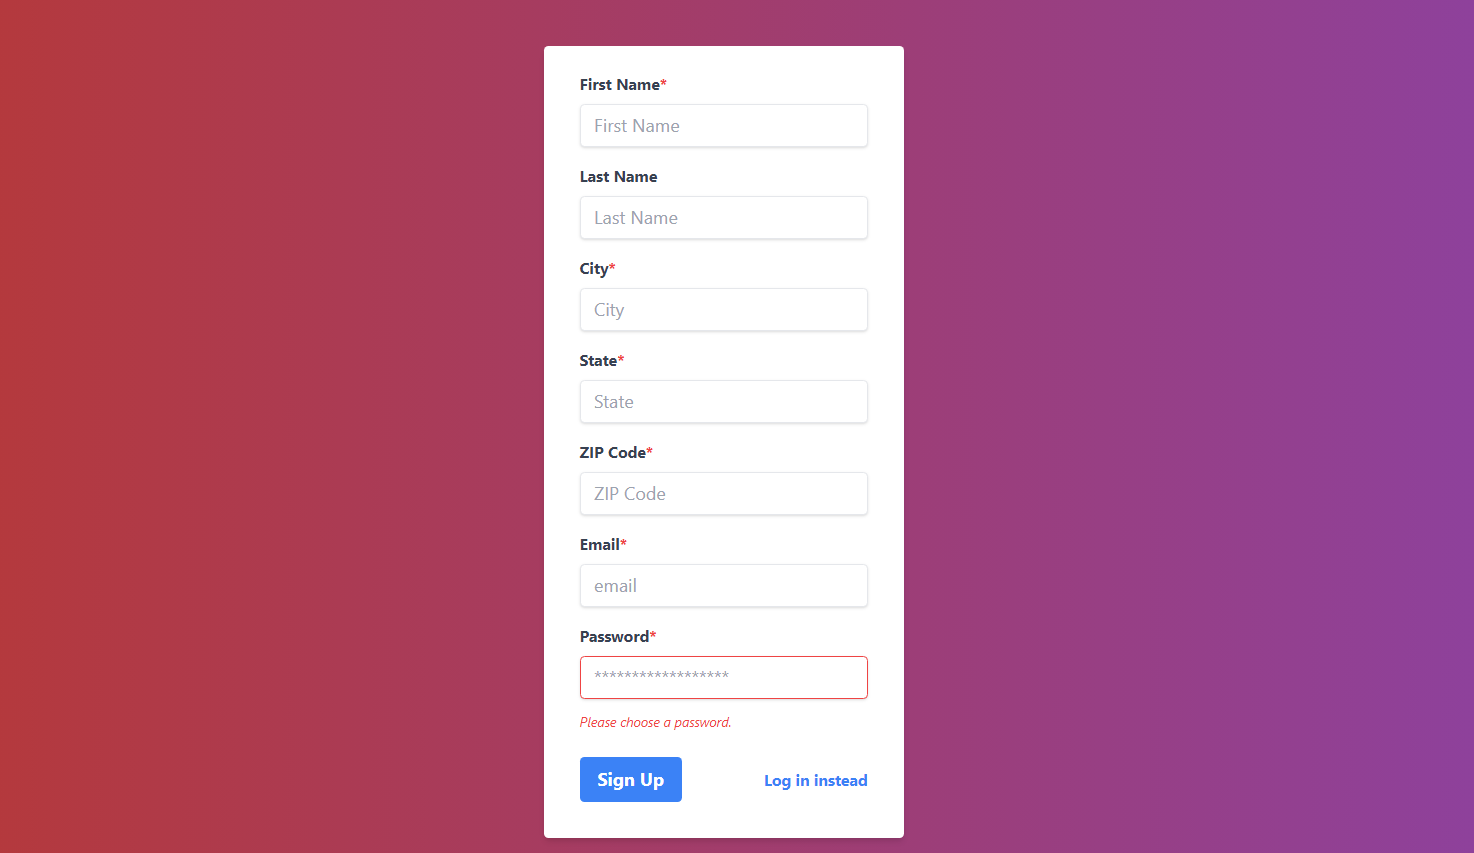 First Name*
First Name
Last Name
Last Name
City*
City
State*
State
ZIP Code*
ZIP Code
Email*
email
Password*
******************
Please choose a password.
Sign Up
Log in instead